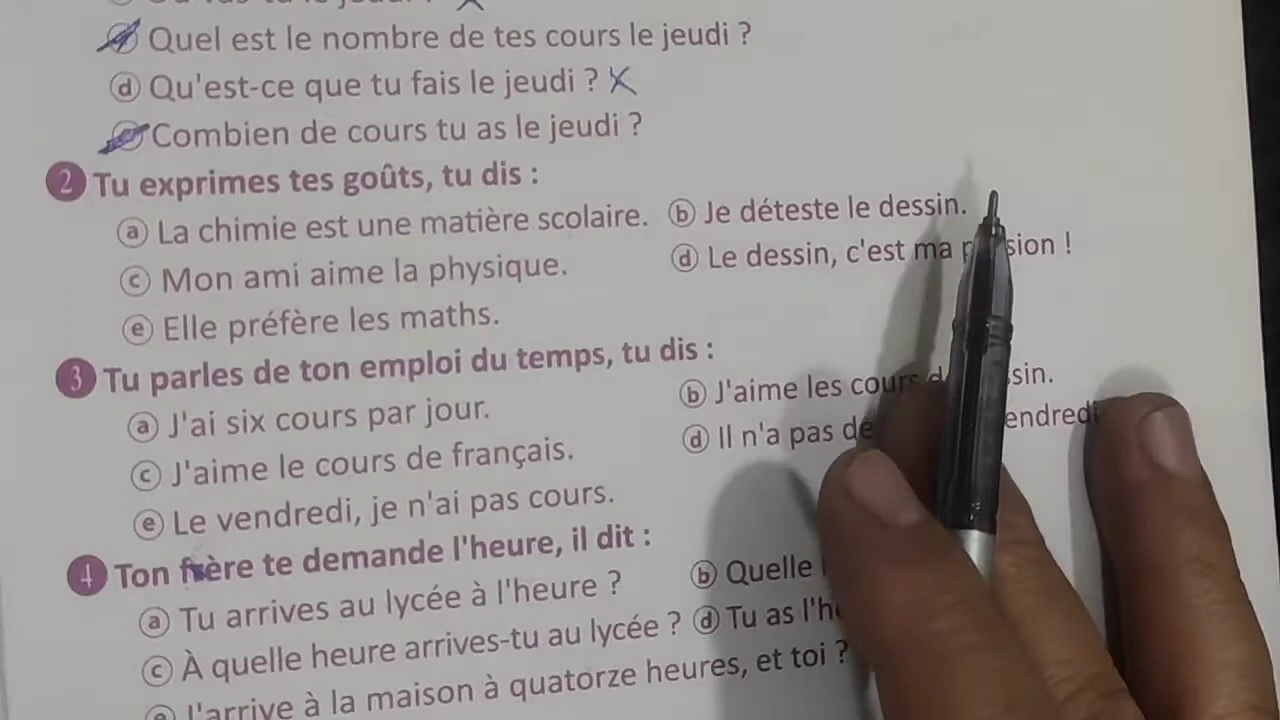 Quel est le nombre de tes cours le jeudi ?
ⓓ Qu'est-ce que tu fais le jeudi ? X
Combien de cours tu as le jeudi ?
2 Tu exprimes tes goûts, tu dis :
ⓐ La chimie est une matière scolaire. ⓑ Je déteste le dessin.
ⓒ Mon ami aime la physique. ⓓ Le dessin, c'est ma
ⓔ Elle préfère les maths.
3 Tu parles de ton emploi du temps, tu dis :
ⓐ J'ai six cours par jour. ⓑ J'aime les cours
ⓒ J'aime le cours de français. ⓓ Il n'a pas
ⓔ Le vendredi, je n'ai pas cours.
4 Ton frère te demande l'heure, il dit :
ⓐ Tu arrives au lycée à l'heure ? ⓑ Quelle
ⓒ À quelle heure arrives-tu au lycée ? ⓓ Tu as
ⓔ J'arrive à la maison à quatorze heures, et toi ?